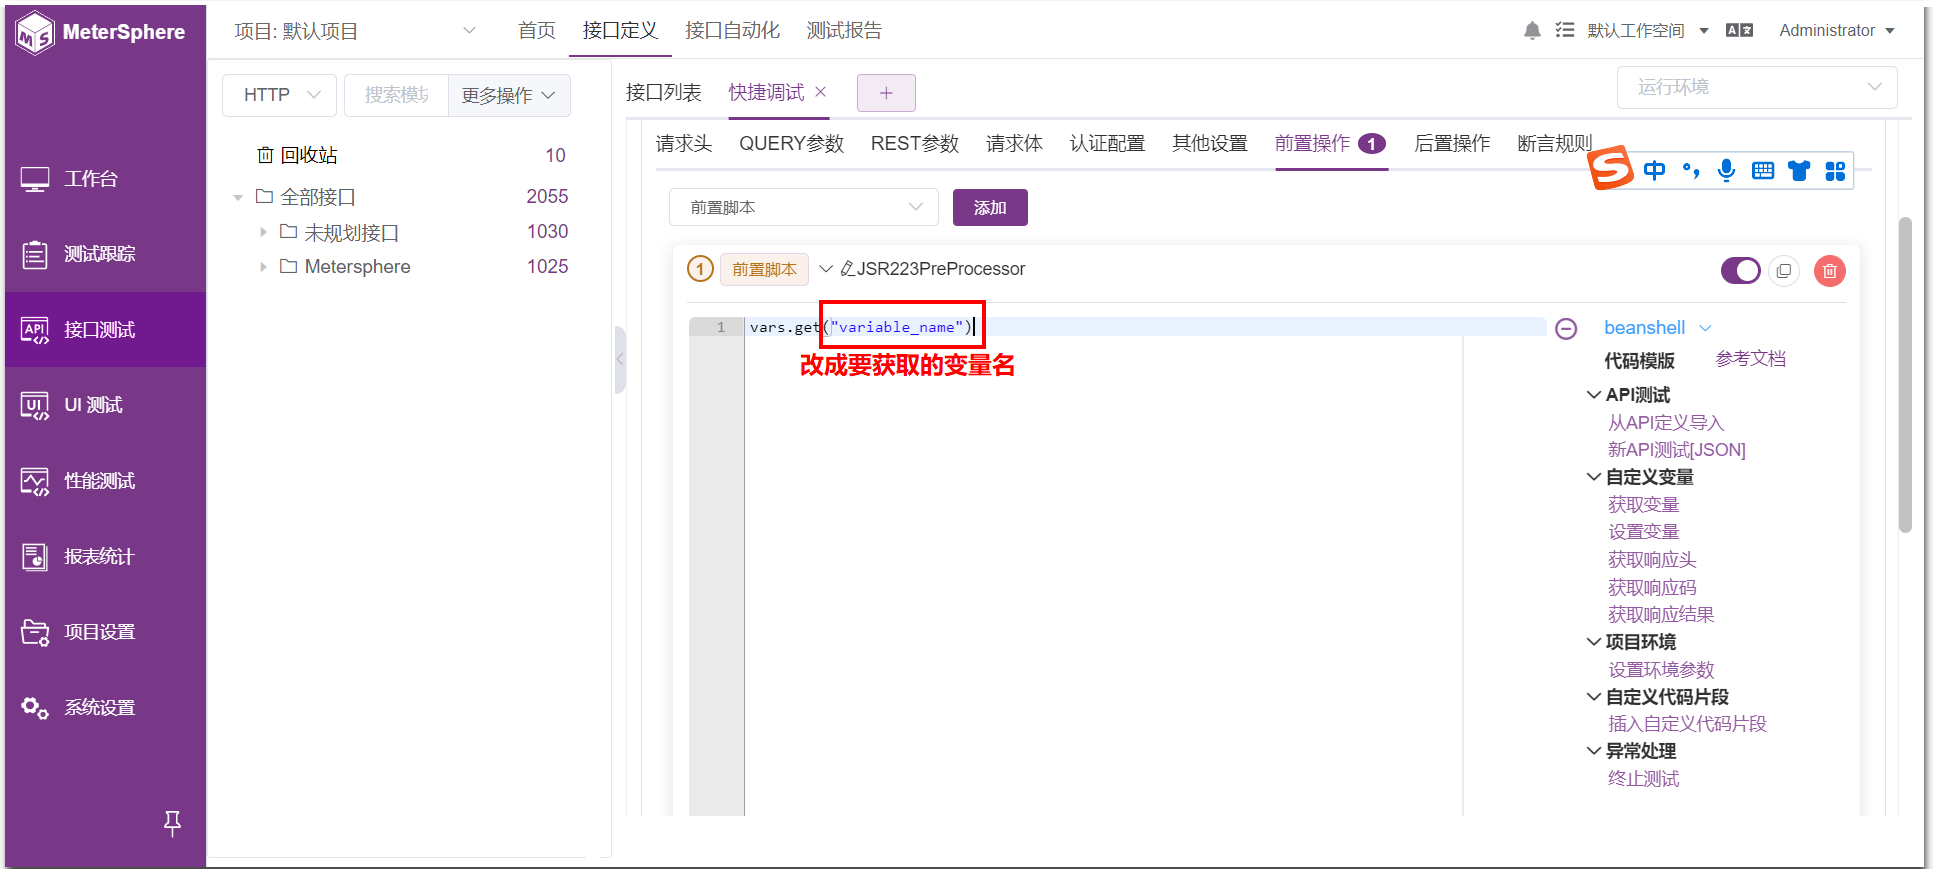 MeterSphere
项目: 默认项目
首页 接口定义 接口自动化 测试报告
默认工作空间
Administrator
HTTP
搜索模块
更多操作
接口列表 快捷调试
运行环境
回收站 10
全部接口 2055
未规划接口 1030
Metersphere 1025
工作台
测试跟踪
API 接口测试
UI UI 测试
性能测试
报表统计
项目设置
系统设置
请求头 QUERY参数 REST参数 请求体 认证配置 其他设置 前置操作 1 后置操作 断言规则
中
前置脚本
添加
1 前置脚本 JSR223PreProcessor
1 vars.get("variable_name")
改成要获取的变量名
beanshell
代码模版 参考文档
API测试
从API定义导入
新API测试[JSON]
自定义变量
获取变量
设置变量
获取响应头
获取响应码
获取响应结果
项目环境
设置环境参数
自定义代码片段
插入自定义代码片段
异常处理
终止测试